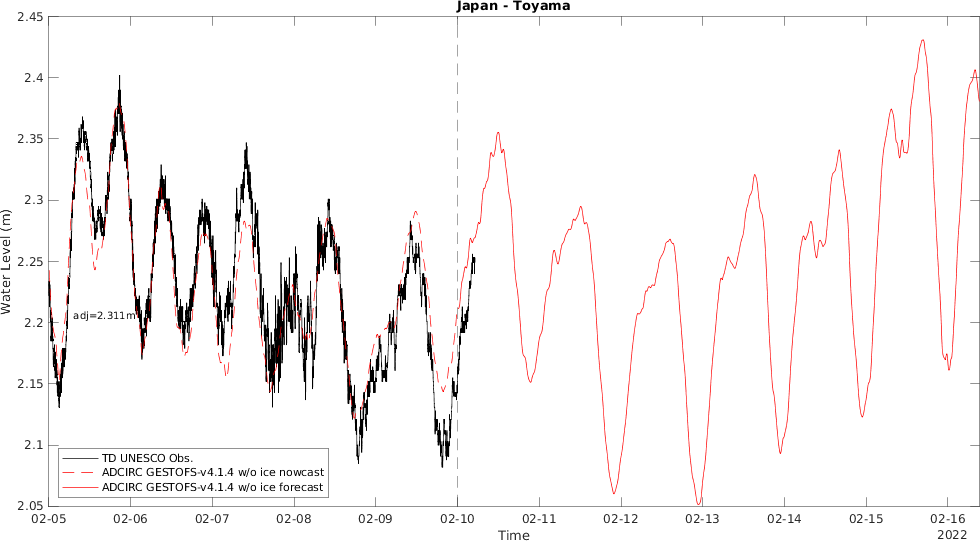 Japan - Toyama
Water Level (m)
2.45
2.4
2.35
2.3
2.25
2.2
2.15
2.1
2.05
adj=2.311m
TD UNESCO Obs.
ADCIRC GESTOFS-v4.1.4 w/o ice nowcast
ADCIRC GESTOFS-v4.1.4 w/o ice forecast
02-05 02-06 02-07 02-08 02-09 02-10 02-11 02-12 02-13 02-14 02-15 02-16
Time
2022